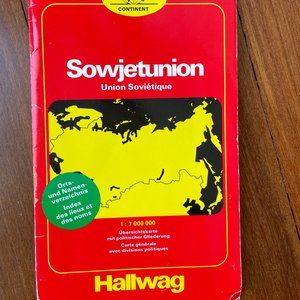 CONTINENT
Sowjetunion
Union Soviétique
Orts-
und Namen-
verzeichnis
Index
des lieux et
des noms
1 : 7 000 000
Übersichtskarte
mit politischer Gliederung
Carte générale
avec divisions politiques
Hallwag